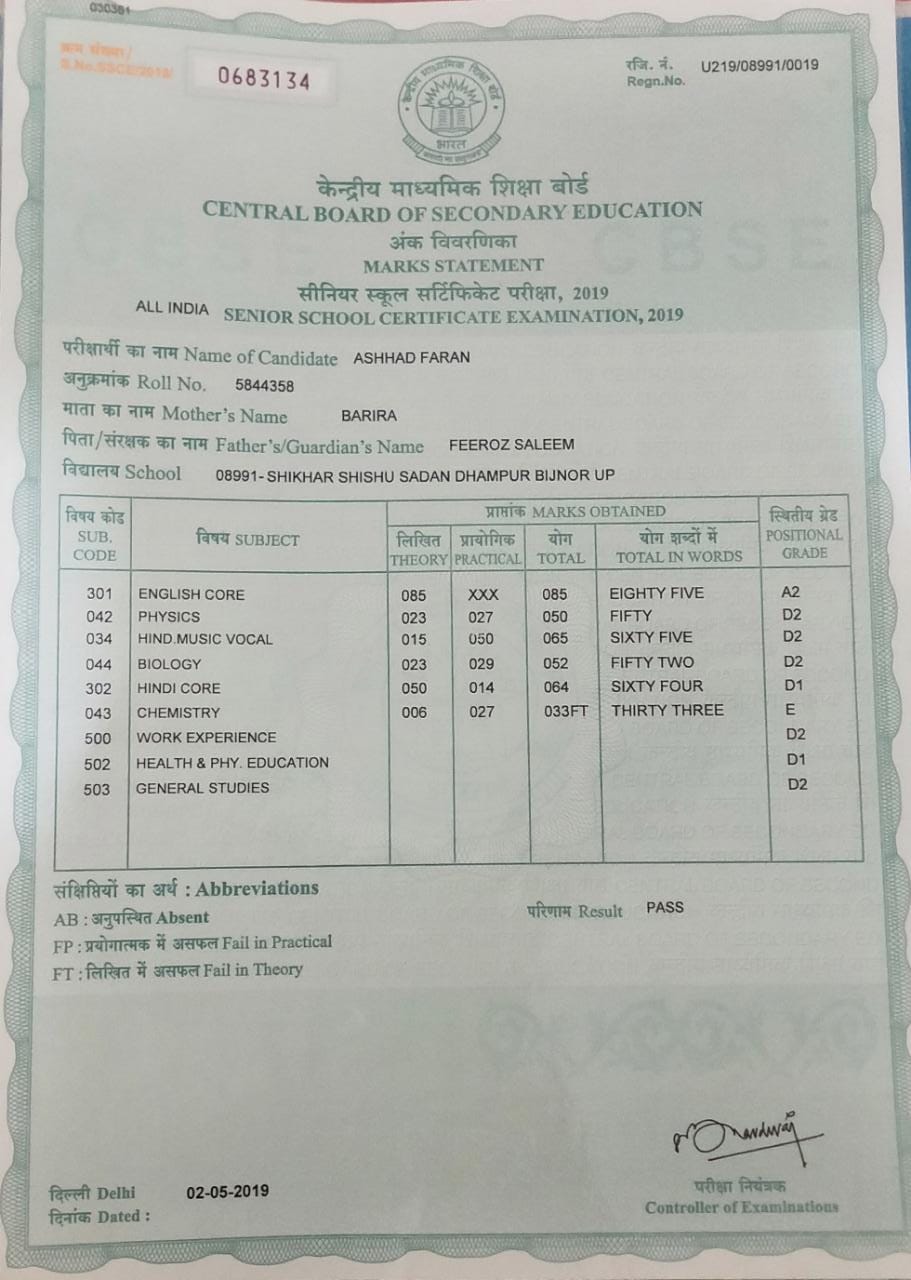 030381
क्रम संख्या/
S.No.SSCE/2019/
0683134
रजि. नं.
Regn.No.
U219/08991/0019
केन्द्रीय माध्यमिक शिक्षा बोर्ड
भारत
केन्द्रीय माध्यमिक शिक्षा बोर्ड
CENTRAL BOARD OF SECONDARY EDUCATION
अंक विवरणिका
MARKS STATEMENT
सीनियर स्कूल सर्टिफिकेट परीक्षा, 2019
ALL INDIA SENIOR SCHOOL CERTIFICATE EXAMINATION, 2019
CBSE
परीक्षार्थी का नाम Name of Candidate ASHHAD FARAN
अनुक्रमांक Roll No. 5844358
माता का नाम Mother's Name BARIRA
पिता/संरक्षक का नाम Father's/Guardian's Name FEEROZ SALEEM
विद्यालय School 08991-SHIKHAR SHISHU SADAN DHAMPUR BIJNOR UP
विषय कोड
SUB.
CODE
विषय SUBJECT
प्राप्तांक MARKS OBTAINED
लिखित
THEORY
प्रायोगिक
PRACTICAL
योग
TOTAL
योग शब्दों में
TOTAL IN WORDS
स्थितीय ग्रेड
POSITIONAL
GRADE
301 ENGLISH CORE 085 XXX 085 EIGHTY FIVE A2
042 PHYSICS 023 027 050 FIFTY D2
034 HIND.MUSIC VOCAL 015 050 065 SIXTY FIVE D2
044 BIOLOGY 023 029 052 FIFTY TWO D2
302 HINDI CORE 050 014 064 SIXTY FOUR D1
043 CHEMISTRY 006 027 033FT THIRTY THREE E
500 WORK EXPERIENCE D2
502 HEALTH & PHY. EDUCATION D1
503 GENERAL STUDIES D2
संक्षिप्तियों का अर्थ : Abbreviations
AB : अनुपस्थित Absent
परिणाम Result PASS
FP : प्रयोगात्मक में असफल Fail in Practical
FT : लिखित में असफल Fail in Theory
दिल्ली Delhi
दिनांक Dated :
02-05-2019
परीक्षा नियंत्रक
Controller of Examinations